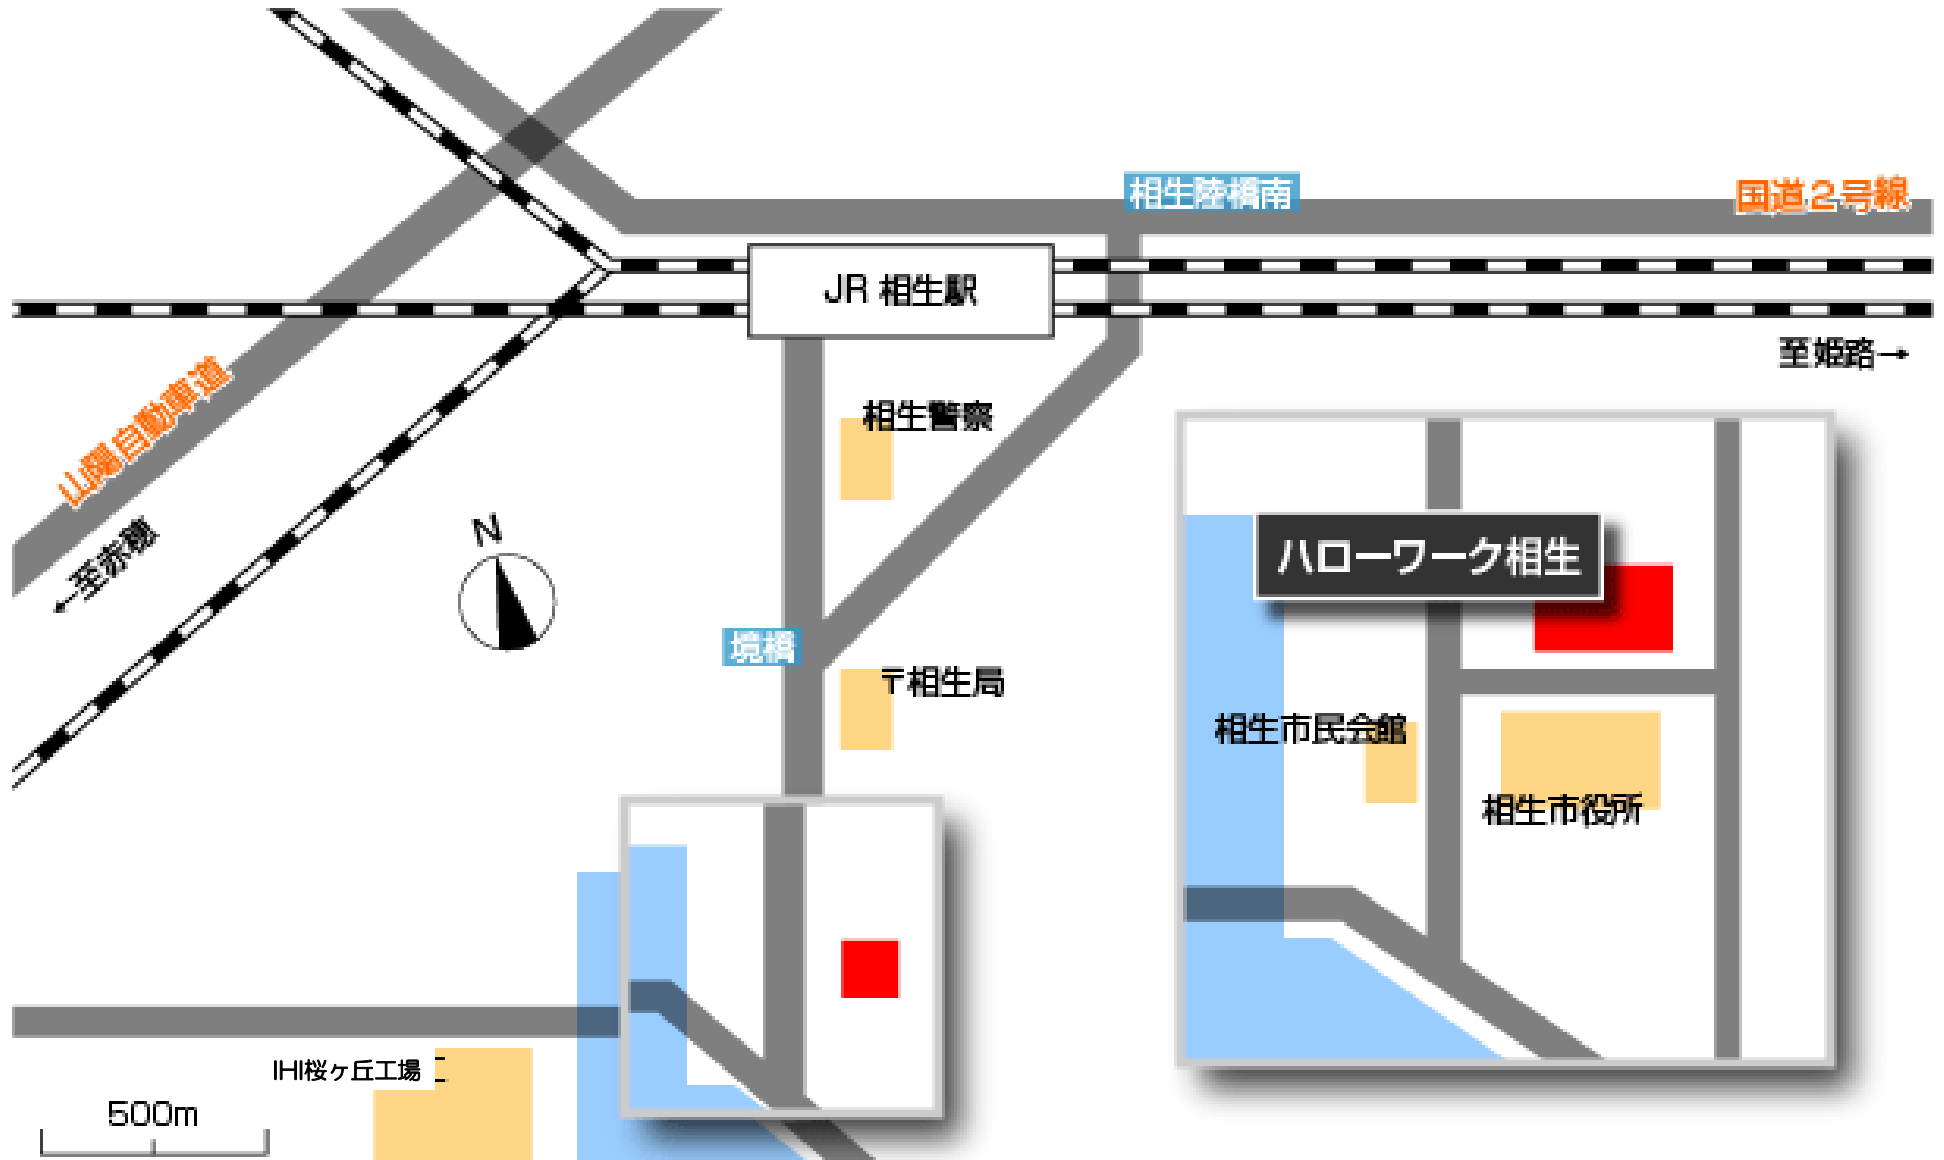 相生陸橋南
国道2号線
JR 相生駅
至姫路→
山陽自動車道
相生警察
←至赤穂
N
ハローワーク相生
境橋
〒相生局
相生市民会館
相生市役所
IHI桜ヶ丘工場
500m